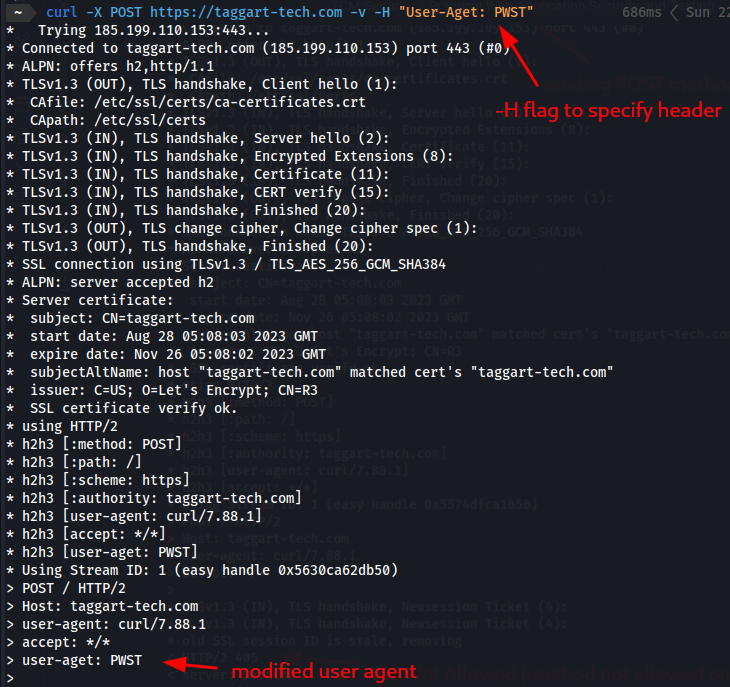 ~ curl -X POST https://taggart-tech.com -v -H "User-Aget: PWST" 686ms Sun 22
* Trying 185.199.110.153:443...
* Connected to taggart-tech.com (185.199.110.153) port 443 (#0)
* ALPN: offers h2,http/1.1
* TLSv1.3 (OUT), TLS handshake, Client hello (1):
-H flag to specify header
* CAfile: /etc/ssl/certs/ca-certificates.crt
* CApath: /etc/ssl/certs
* TLSv1.3 (IN), TLS handshake, Server hello (2):
* TLSv1.3 (IN), TLS handshake, Encrypted Extensions (8):
* TLSv1.3 (IN), TLS handshake, Certificate (11):
* TLSv1.3 (IN), TLS handshake, CERT verify (15):
* TLSv1.3 (IN), TLS handshake, Finished (20):
* TLSv1.3 (OUT), TLS change cipher, Change cipher spec (1):
* TLSv1.3 (OUT), TLS handshake, Finished (20):
* SSL connection using TLSv1.3 / TLS_AES_256_GCM_SHA384
* ALPN: server accepted h2
* Server certificate:
* subject: CN=taggart-tech.com
* start date: Aug 28 05:08:03 2023 GMT
* expire date: Nov 26 05:08:02 2023 GMT
* subjectAltName: host "taggart-tech.com" matched cert's "taggart-tech.com"
* issuer: C=US; O=Let's Encrypt; CN=R3
* SSL certificate verify ok.
* using HTTP/2
* h2h3 [:method: POST]
* h2h3 [:path: /]
* h2h3 [:scheme: https]
* h2h3 [:authority: taggart-tech.com]
* h2h3 [user-agent: curl/7.88.1]
* h2h3 [accept: */*]
* h2h3 [user-aget: PWST]
* Using Stream ID: 1 (easy handle 0x5630ca62db50)
> POST / HTTP/2
> Host: taggart-tech.com
> user-agent: curl/7.88.1
> accept: */*
> user-aget: PWST
modified user agent
>